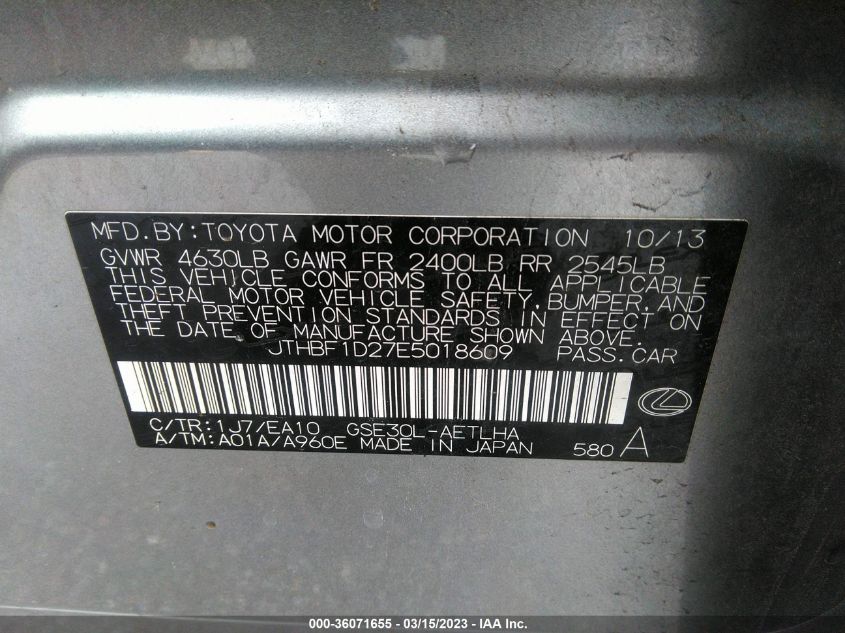 MFD. BY: TOYOTA MOTOR CORPORATION 10/13
GVWR 4630LB GAWR FR 2400LB RR 2545LB
THIS VEHICLE CONFORMS TO ALL APPLICABLE
FEDERAL MOTOR VEHICLE SAFETY, BUMPER, AND
THEFT PREVENTION STANDARDS IN EFFECT ON
THE DATE OF MANUFACTURE SHOWN ABOVE.
JTHBF1D27E5018609 PASS. CAR
C/TR: 1J7/EA10 GSE30L-AETLHA
A/TM: A01A/A960E MADE IN JAPAN 580 A
000-36071655 - 03/15/2023 - IAA Inc.